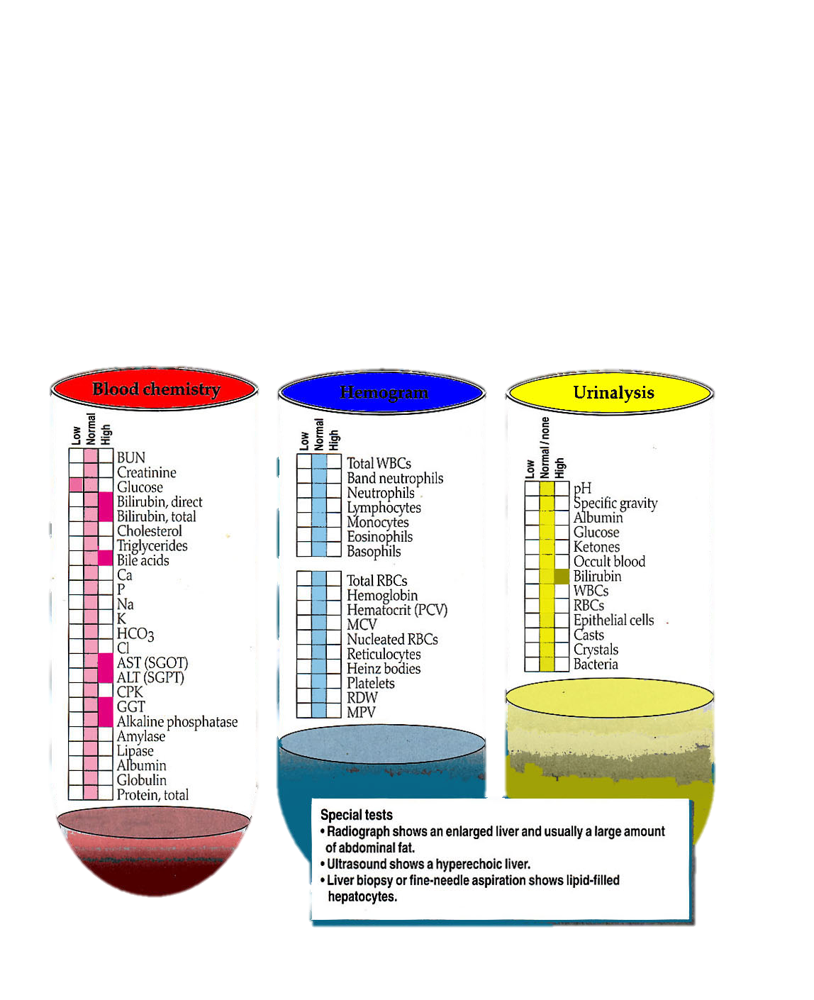 Blood chemistry
Low
Normal
High
BUN
Creatinine
Glucose
Bilirubin, direct
Bilirubin, total
Cholesterol
Triglycerides
Bile acids
Ca
P
Na
K
HCO3
Cl
AST (SGOT)
ALT (SGPT)
CPK
GGT
Alkaline phosphatase
Amylase
Lipase
Albumin
Globulin
Protein, total
Hemogram
Low
Normal
High
Total WBCs
Band neutrophils
Neutrophils
Lymphocytes
Monocytes
Eosinophils
Basophils
Total RBCs
Hemoglobin
Hematocrit (PCV)
MCV
Nucleated RBCs
Reticulocytes
Heinz bodies
Platelets
RDW
MPV
Urinalysis
Low
Normal / none
High
pH
Specific gravity
Albumin
Glucose
Ketones
Occult blood
Bilirubin
WBCs
RBCs
Epithelial cells
Casts
Crystals
Bacteria
Special tests
• Radiograph shows an enlarged liver and usually a large amount
of abdominal fat.
• Ultrasound shows a hyperechoic liver.
• Liver biopsy or fine-needle aspiration shows lipid-filled
hepatocytes.